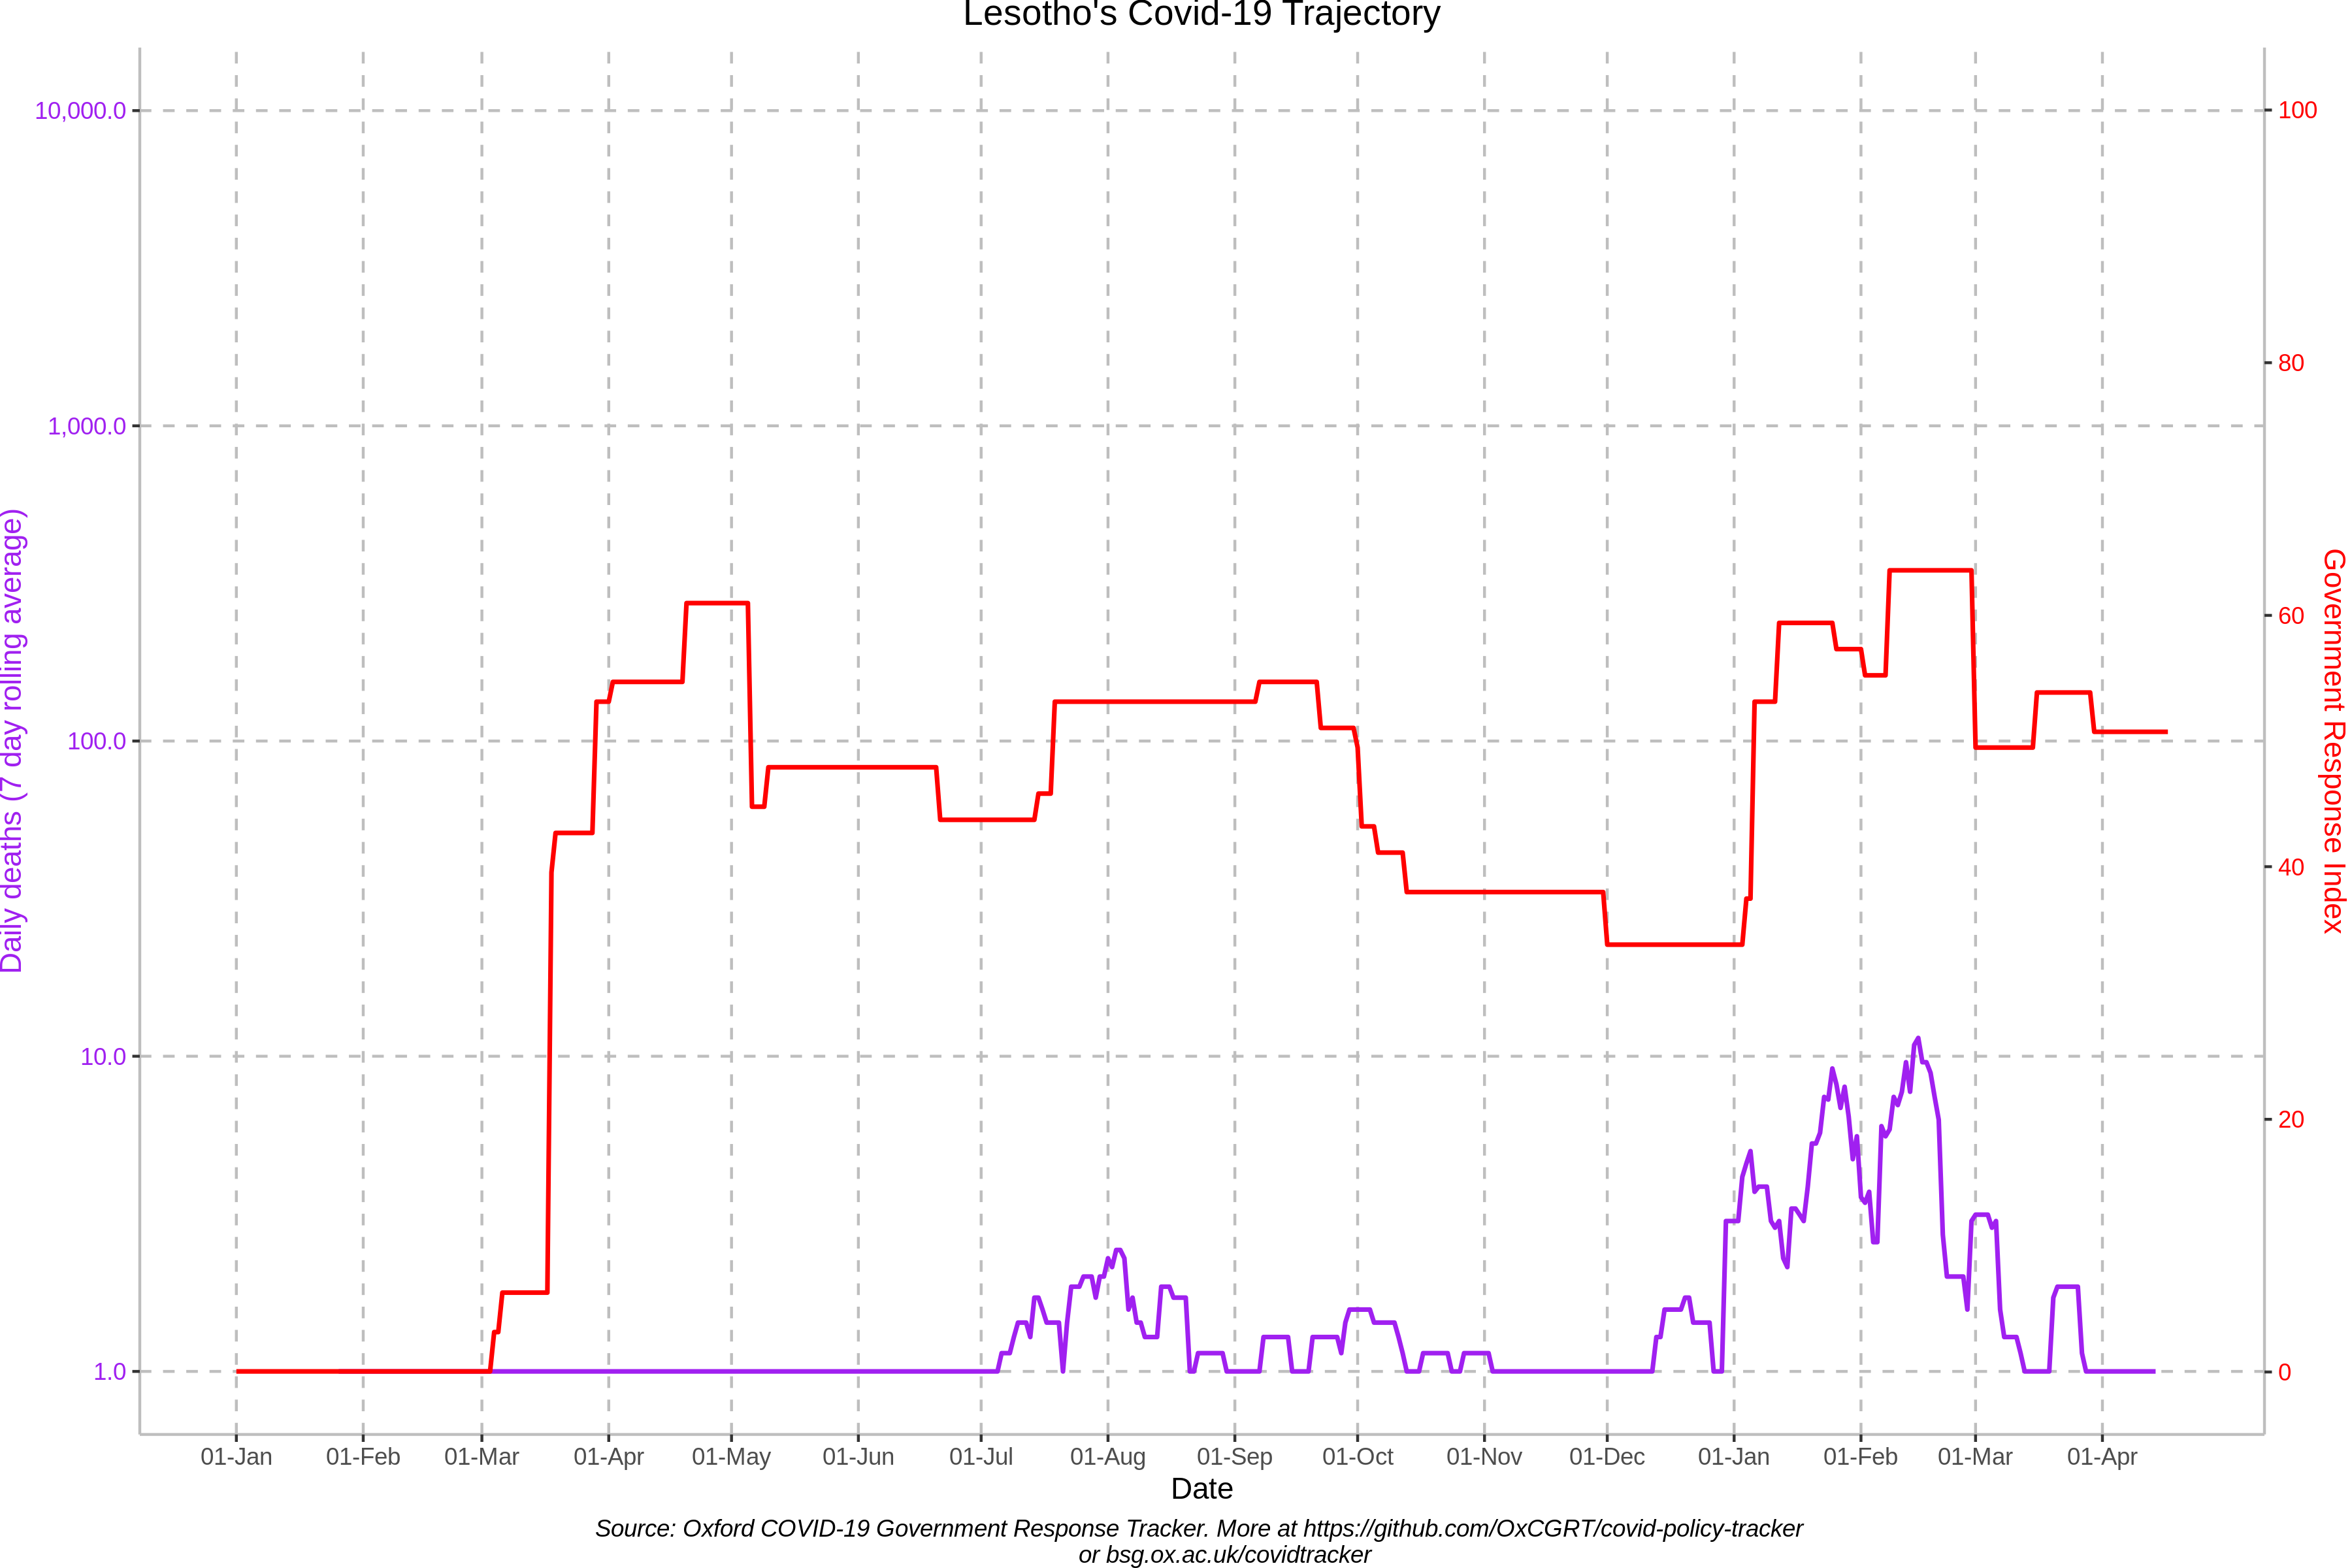 Lesotho's Covid-19 Trajectory
Daily deaths (7 day rolling average)
10,000.0
1,000.0
100.0
10.0
1.0
100
80
60
40
20
0
Government Response Index
01-Jan 01-Feb 01-Mar 01-Apr 01-May 01-Jun 01-Jul 01-Aug 01-Sep 01-Oct 01-Nov 01-Dec 01-Jan 01-Feb 01-Mar 01-Apr
Date
Source: Oxford COVID-19 Government Response Tracker. More at https://github.com/OxCGRT/covid-policy-tracker
or bsg.ox.ac.uk/covidtracker